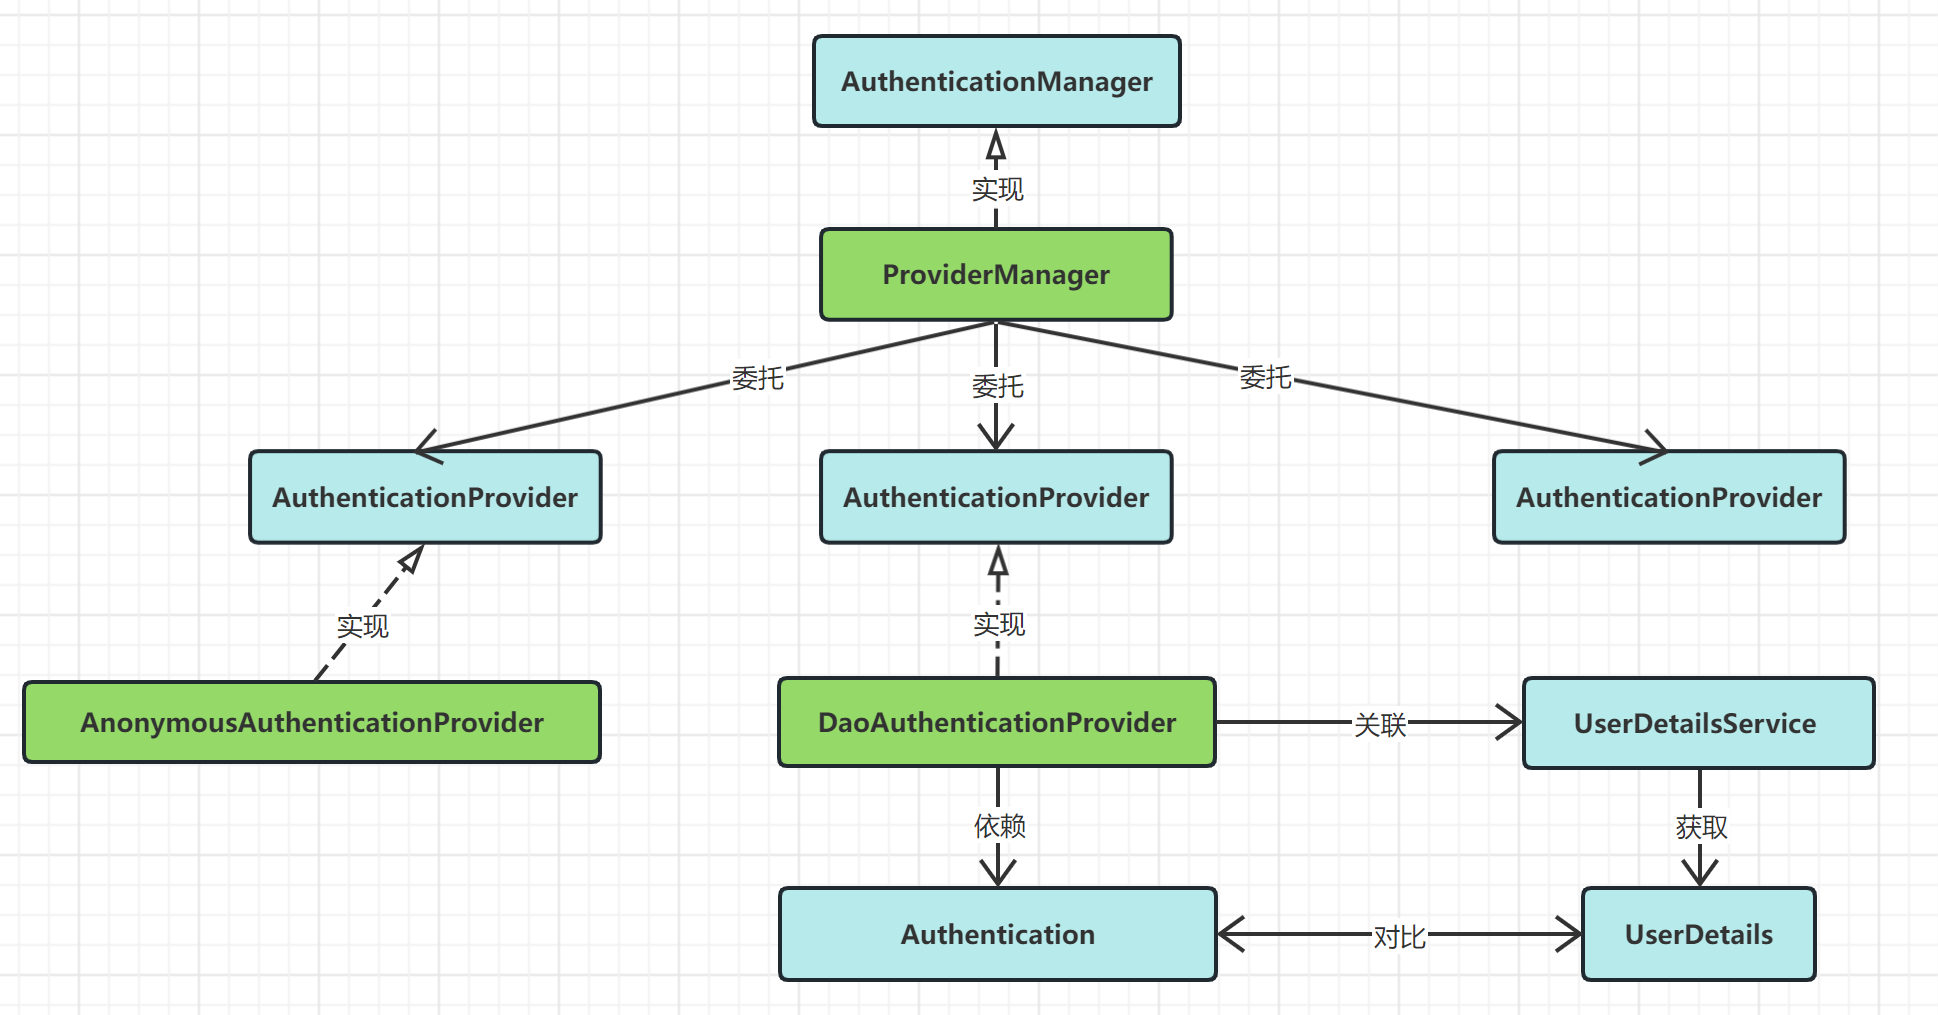 AuthenticationManager
实现
ProviderManager
委托
委托
委托
AuthenticationProvider
AuthenticationProvider
AuthenticationProvider
实现
实现
AnonymousAuthenticationProvider
DaoAuthenticationProvider
关联
UserDetailsService
依赖
获取
Authentication
对比
UserDetails